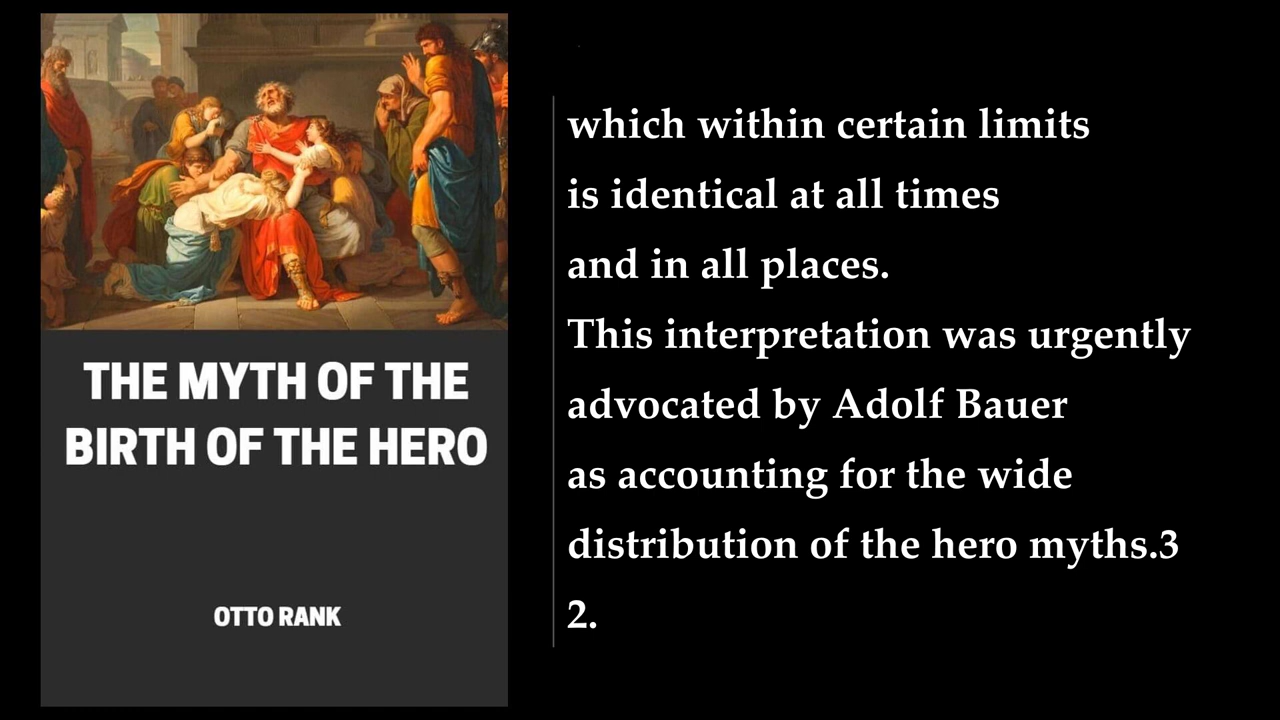 THE MYTH OF THE
BIRTH OF THE HERO
OTTO RANK
which within certain limits
is identical at all times
and in all places.
This interpretation was urgently
advocated by Adolf Bauer
as accounting for the wide
distribution of the hero myths.3
2.